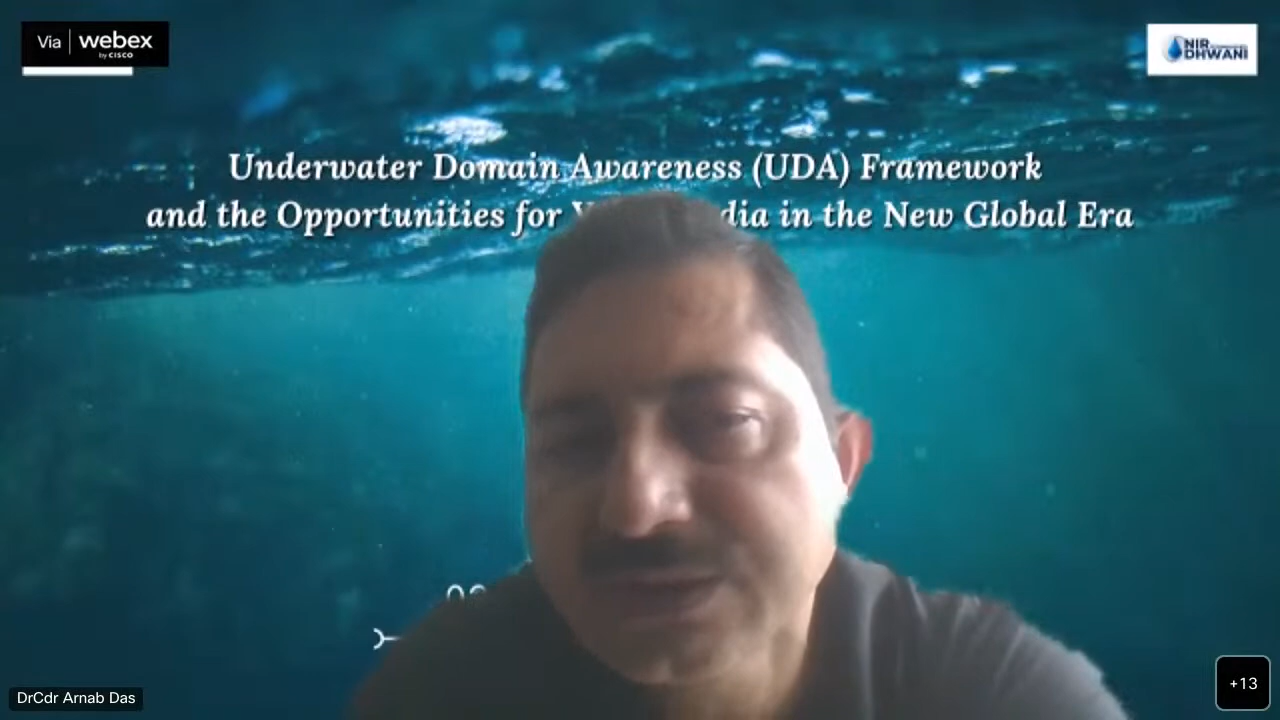 Via webex
by CISCO
NIR
DHWANI
Underwater Domain Awareness (UDA) Framework
and the Opportunities for dia in the New Global Era
DrCdr Arnab Das
+13